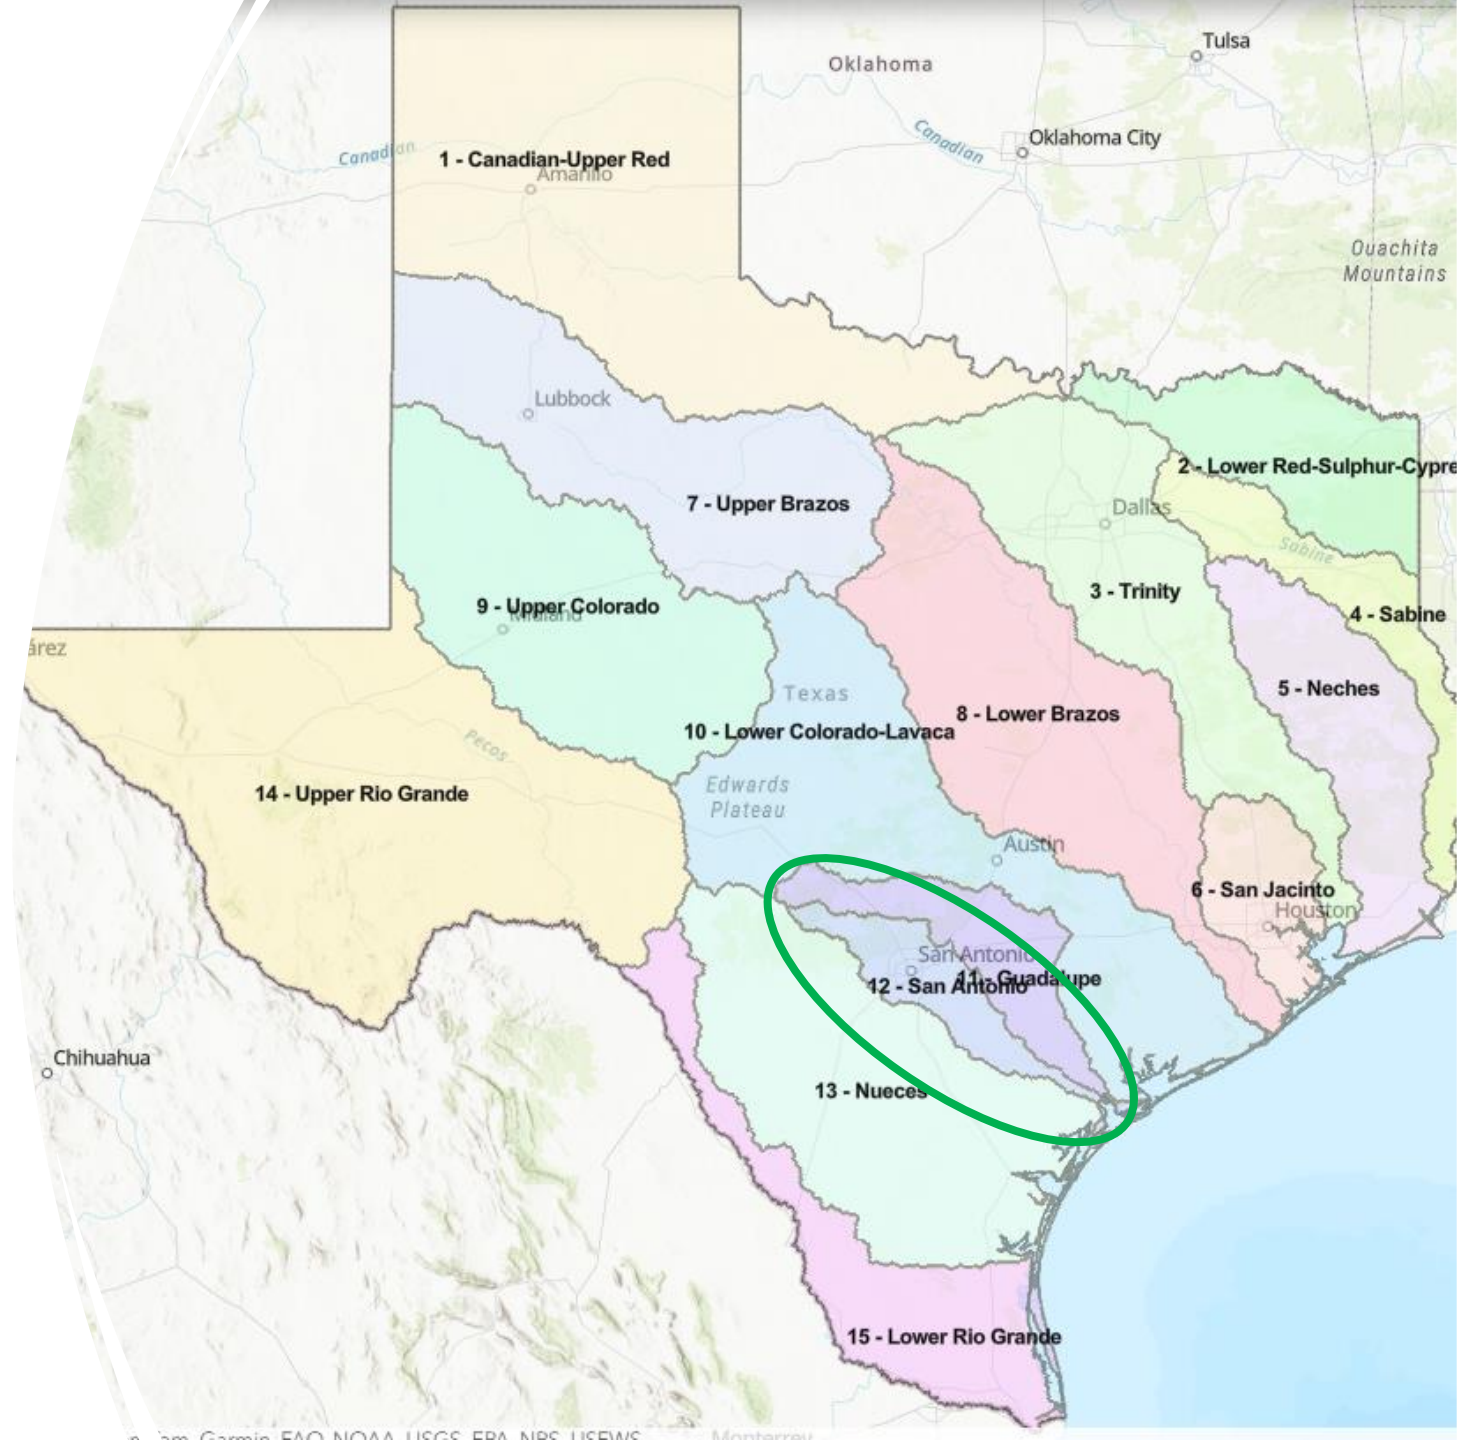 Tulsa
Oklahoma
Canadian
Oklahoma City
Canadian
1 - Canadian-Upper Red
Amarillo
Ouachita
Mountains
Lubbock
2 - Lower Red-Sulphur-Cypre
7 - Upper Brazos
Dallas
Sabine
3 - Trinity
9 - Upper Colorado
Midland
4 - Sabine
árez
5 - Neches
Texas
8 - Lower Brazos
10 - Lower Colorado-Lavaca
Pecos
Edwards
Plateau
14 - Upper Rio Grande
Austin
6 - San Jacinto
Houston
San Antonio
11 - Guadalupe
12 - San Antonio
Chihuahua
13 - Nueces
15 - Lower Rio Grande
Garmin, FAO, NOAA, USGS, EPA, NPS, USFWS
Monterrey